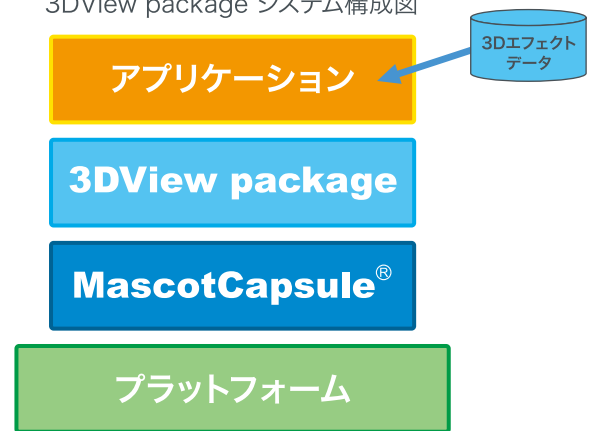 3DView package システム構成図
3Dエフェクト
データ
アプリケーション
3DView package
MascotCapsule®
プラットフォーム